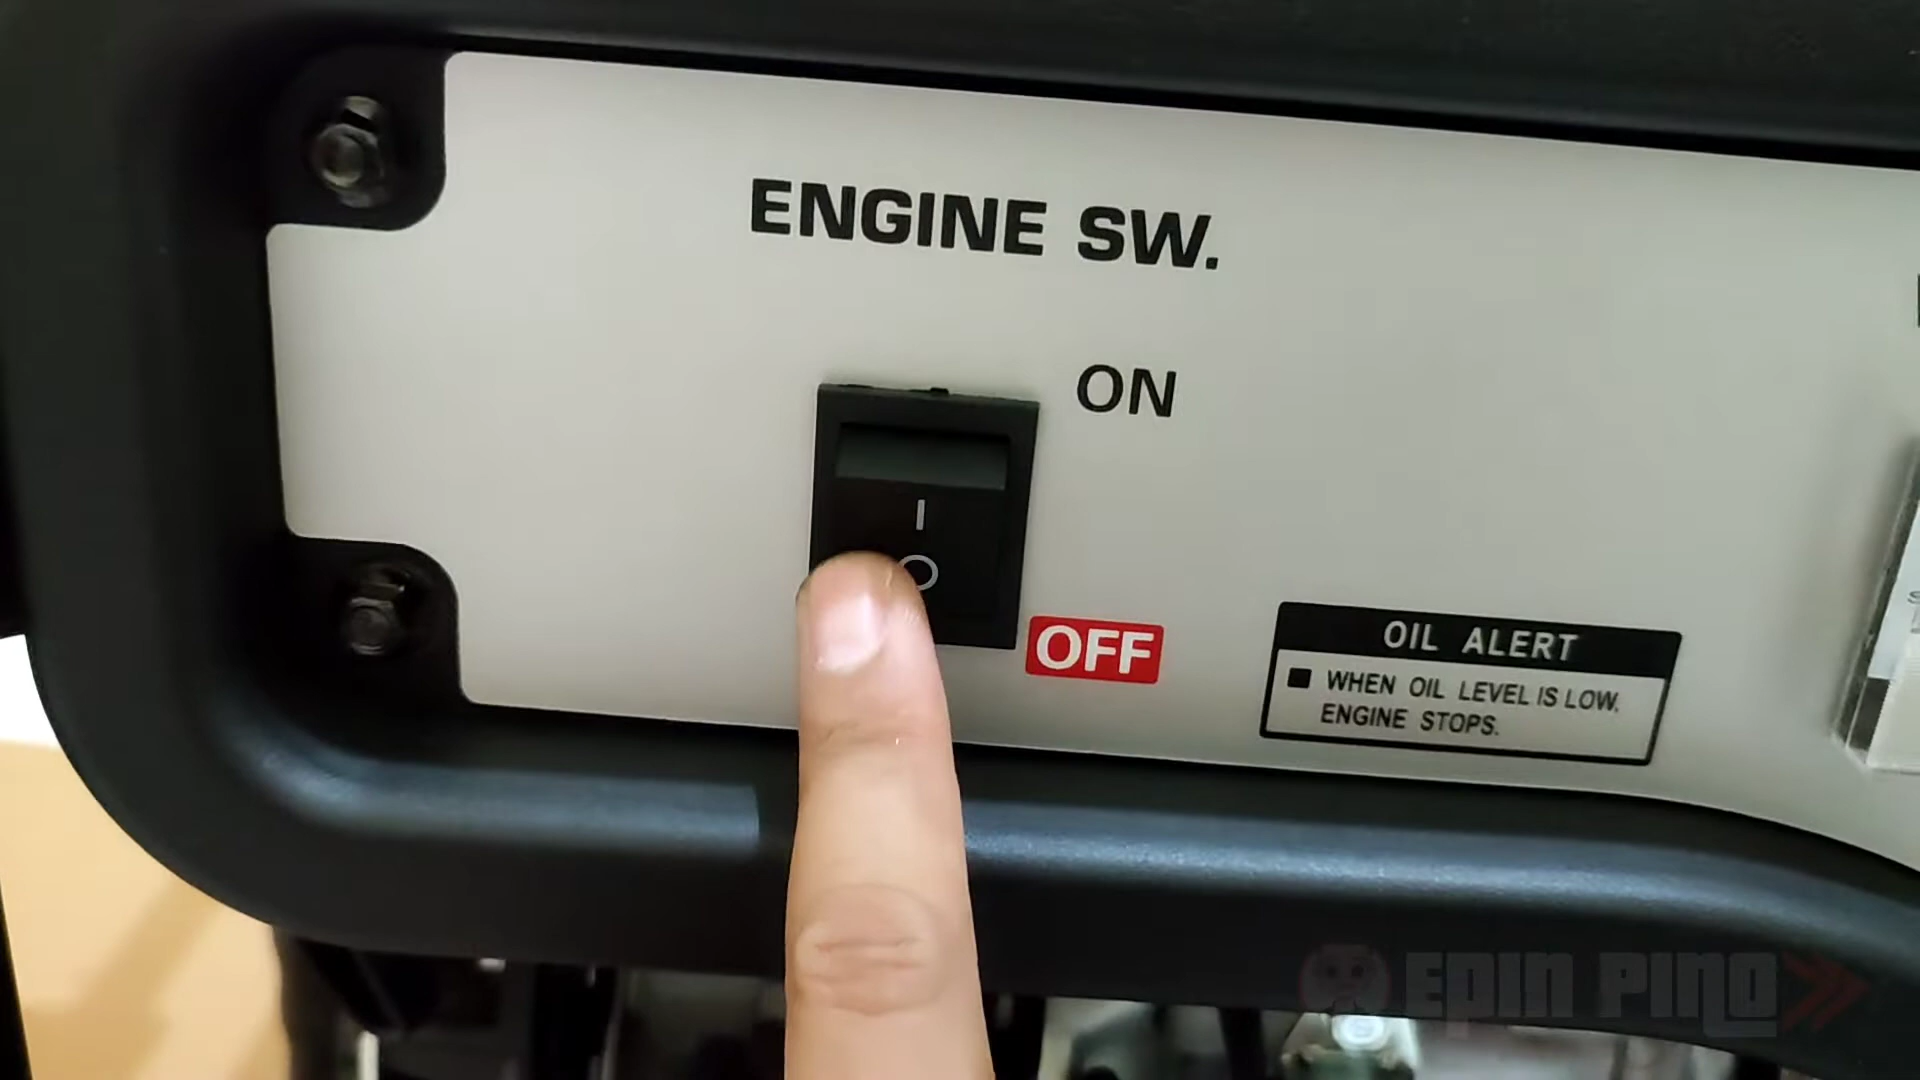 ENGINE SW.
ON
I
O
OFF
OIL ALERT
WHEN OIL LEVEL IS LOW,
ENGINE STOPS.
EPIN PINO